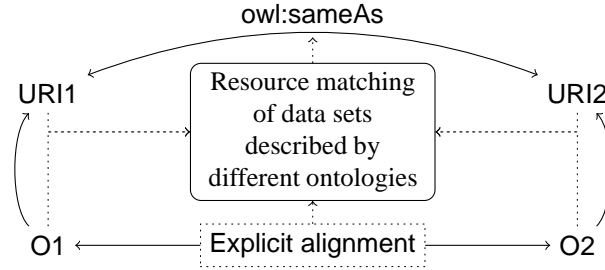 owl:sameAs
URI1
Resource matching
of data sets
described by
different ontologies
URI2
O1
Explicit alignment
O2